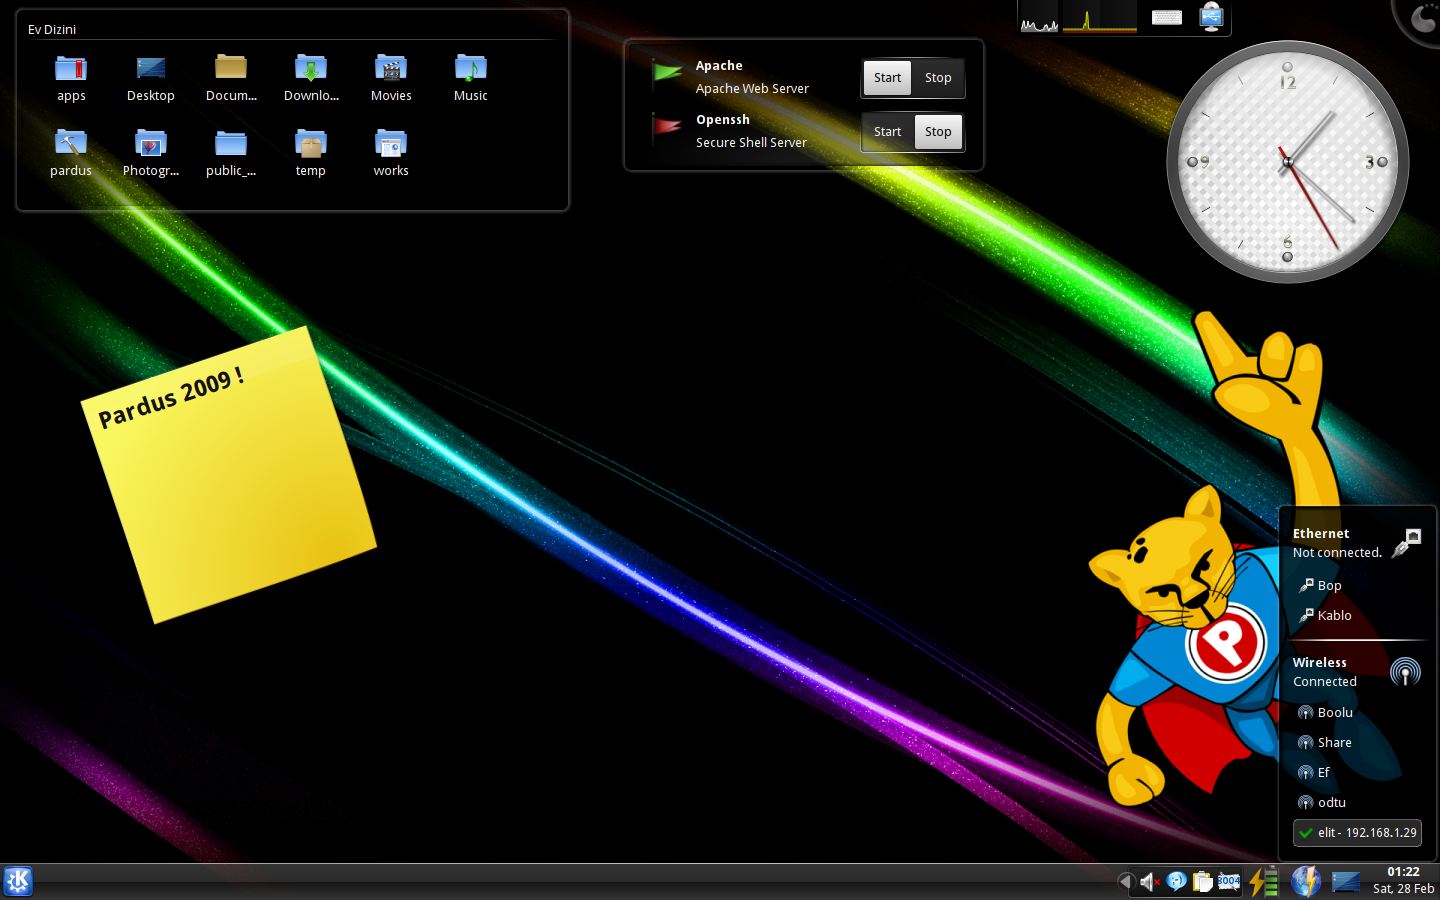 Ev Dizini
apps
Desktop
Docum...
Downlo...
Movies
Music
pardus
Photogr...
public_...
temp
works
Apache
Apache Web Server
Start
Stop
Openssh
Secure Shell Server
Start
Stop
12
9
3
6
Pardus 2009 !
P
Ethernet
Not connected.
Bop
Kablo
Wireless
Connected
Boolu
Share
Ef
odtu
elit - 192.168.1.29
K
8004
01:22
Sat, 28 Feb